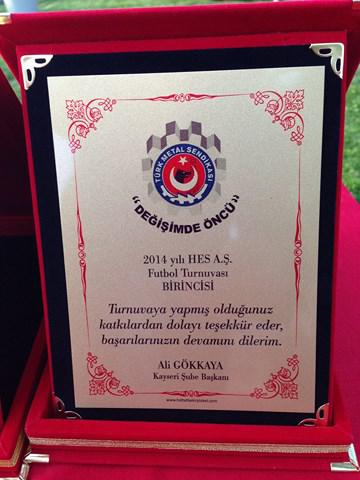 TÜRK METAL SENDİKASI
“DEĞİŞİMDE ÖNCÜ”
2014 yılı HES A.Ş.
Futbol Turnuvası
BİRİNCİSİ
Turnuvaya yapmış olduğunuz
katkılardan dolayı teşekkür eder,
başarılarınızın devamını dilerim.
Ali GÖKKAYA
Kayseri Şube Başkanı